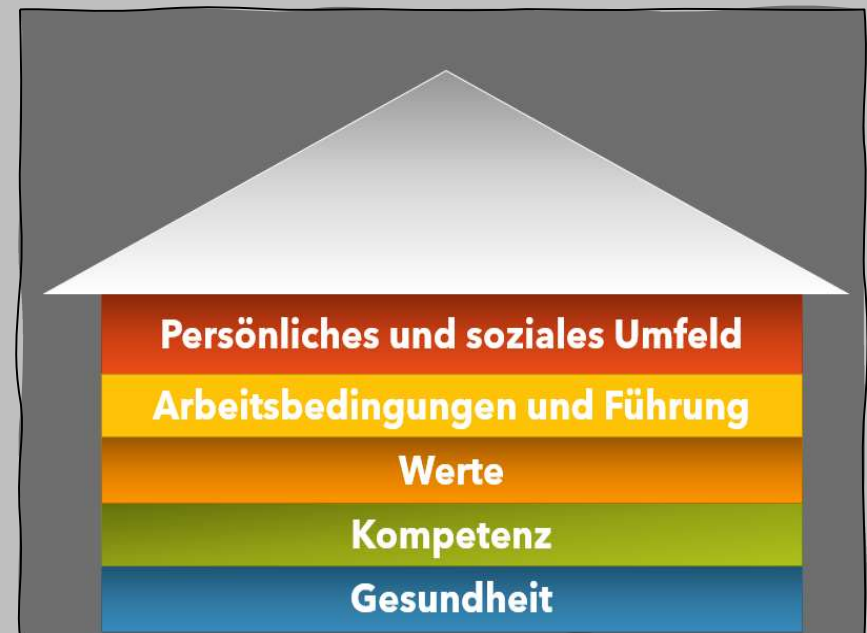 Persönliches und soziales Umfeld
Arbeitsbedingungen und Führung
Werte
Kompetenz
Gesundheit